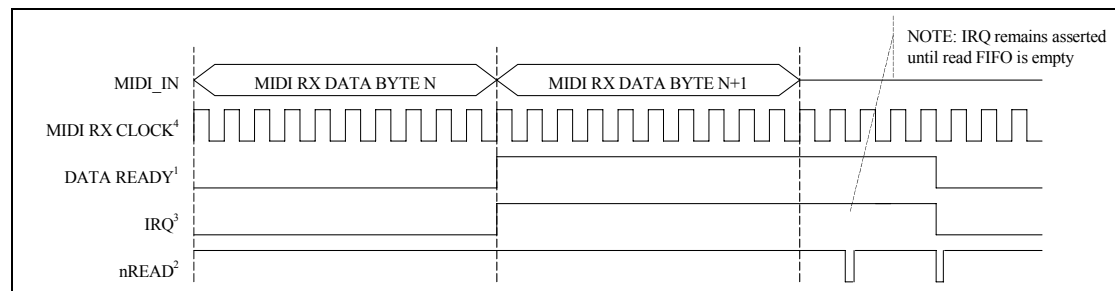 NOTE: IRQ remains asserted
until read FIFO is empty
MIDI_IN
MIDI RX DATA BYTE N
MIDI RX DATA BYTE N+1
MIDI RX CLOCK⁴
DATA READY¹
IRQ³
nREAD²